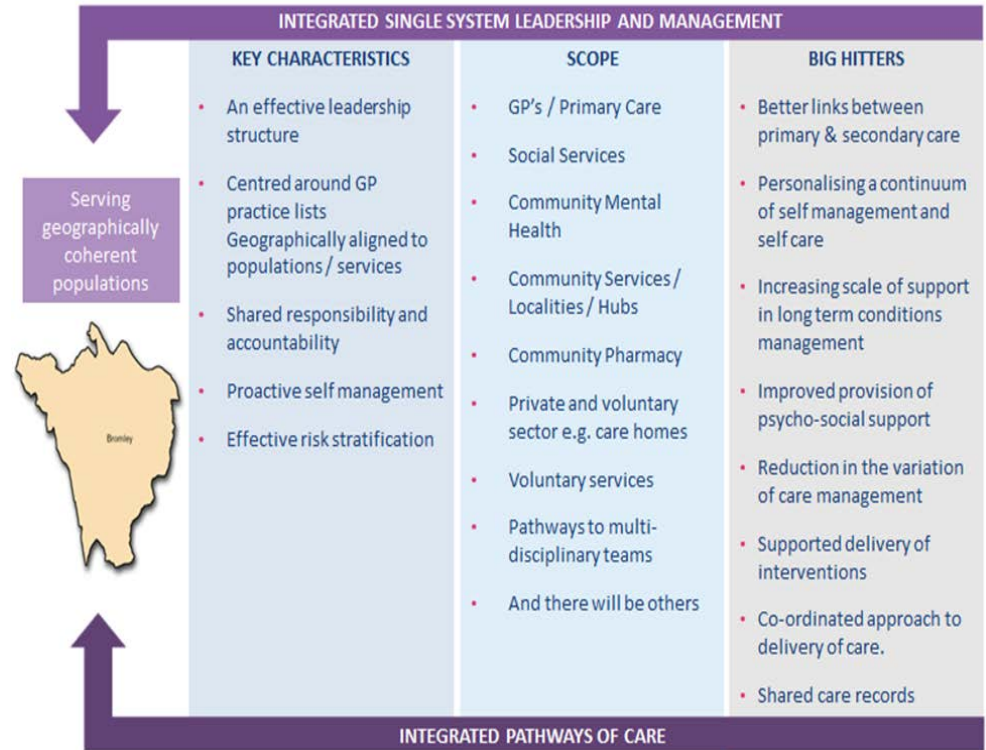 INTEGRATED SINGLE SYSTEM LEADERSHIP AND MANAGEMENT
Serving
geographically
coherent
populations
Bromley
KEY CHARACTERISTICS
• An effective leadership
structure
• Centred around GP
practice lists
Geographically aligned to
populations / services
• Shared responsibility and
accountability
• Proactive self management
• Effective risk stratification
SCOPE
• GP's / Primary Care
• Social Services
• Community Mental
Health
• Community Services /
Localities / Hubs
• Community Pharmacy
• Private and voluntary
sector e.g. care homes
• Voluntary services
• Pathways to multi-
disciplinary teams
• And there will be others
BIG HITTERS
• Better links between
primary & secondary care
• Personalising a continuum
of self management and
self care
• Increasing scale of support
in long term conditions
management
• Improved provision of
psycho-social support
• Reduction in the variation
of care management
• Supported delivery of
interventions
• Co-ordinated approach to
delivery of care.
• Shared care records
INTEGRATED PATHWAYS OF CARE